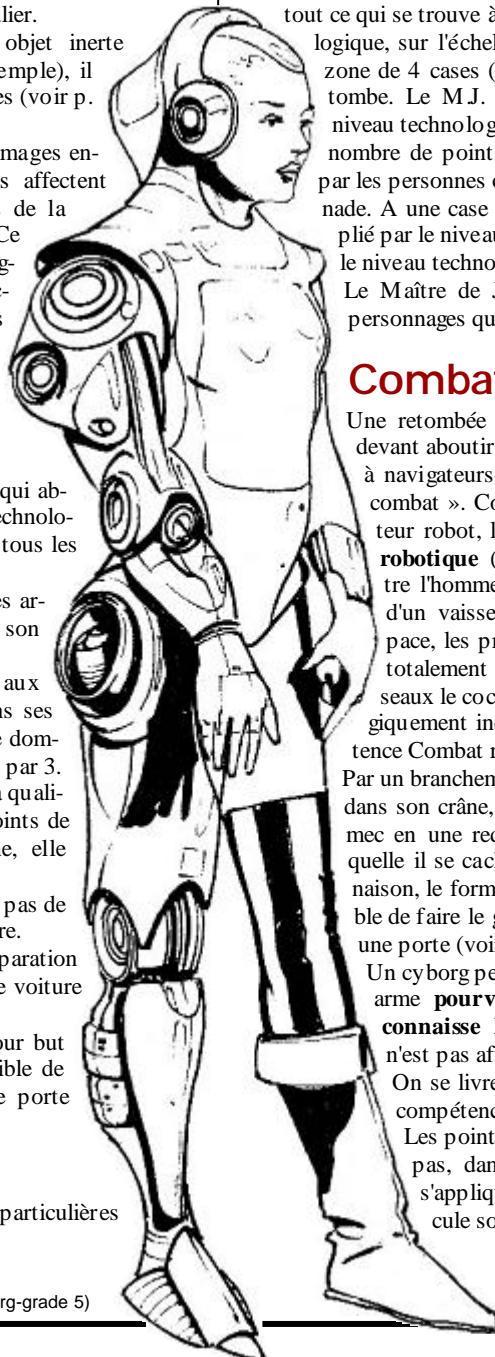 lier.
objet inerte
emple), il
es (voir p.
mages en-
s affectent
de la
Ce
g-
c-
s
qui ab-
echnolo-
tous les
es ar-
son
aux
ns ses
e dom-
par 3.
a quali-
oints de
ne, elle
pas de
re.
paration
e voiture
our but
ible de
e porte
particulières
rg-grade 5)
tout ce qui se trouve à
logique, sur l'échel
zone de 4 cases (
tombe. Le M.J.
niveau technolog
nombre de point
par les personnes o
nade. A une case
plié par le niveau
le niveau techno
Le Maître de J
personnages qu
Combat
Une retombée
devant aboutir
à navigateurs-
combat ». Co
teur robot, l
robotique (
tre l'homme
d'un vaisse
pace, les pr
totalement
seaux le coc
giquement in
tence Combat r
Par un branchem
dans son crâne,
mec en une rec
quelle il se cac
naison, le form
ble de faire le g
une porte (voi
Un cyborg pe
arme pourv
connaisse l
n'est pas aff
On se livre
compétenc
Les point
pas, dan
s'appliqu
cule so